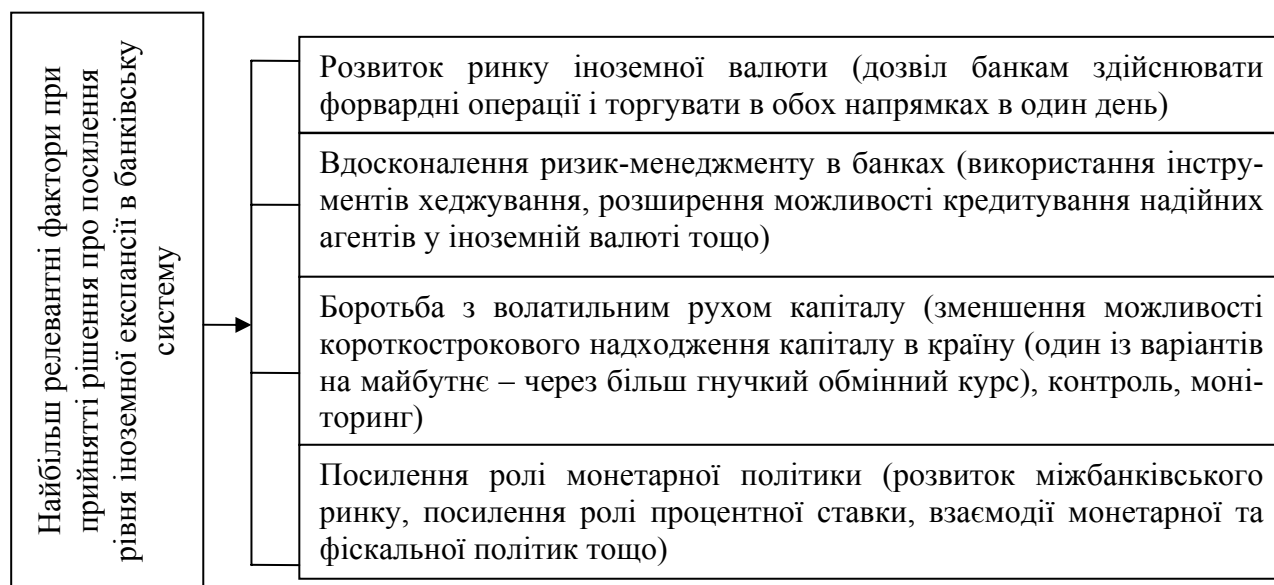 Найбільш релевантні фактори при
прийнятті рішення про посилення
рівня іноземної експансії в банківську
систему
Розвиток ринку іноземної валюти (дозвіл банкам здійснювати
форвардні операції і торгувати в обох напрямках в один день)
Вдосконалення ризик-менеджменту в банках (використання інстру-
ментів хеджування, розширення можливості кредитування надійних
агентів у іноземній валюті тощо)
Боротьба з волатильним рухом капіталу (зменшення можливості
короткострокового надходження капіталу в країну (один із варіантів
на майбутнє – через більш гнучкий обмінний курс), контроль, моні-
торинг)
Посилення ролі монетарної політики (розвиток міжбанківського
ринку, посилення ролі процентної ставки, взаємодії монетарної та
фіскальної політик тощо)